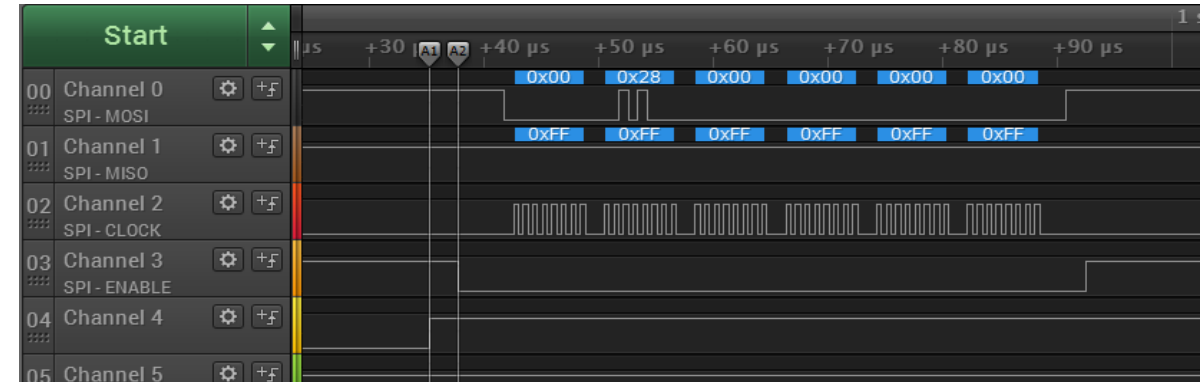 Start
1 s
µs +30 µ A1 A2 +40 µs +50 µs +60 µs +70 µs +80 µs +90 µs
0x00 0x28 0x00 0x00 0x00 0x00
00 Channel 0
SPI - MOSI
0xFF 0xFF 0xFF 0xFF 0xFF 0xFF
01 Channel 1
SPI - MISO
02 Channel 2
SPI - CLOCK
03 Channel 3
SPI - ENABLE
04 Channel 4
05 Channel 5